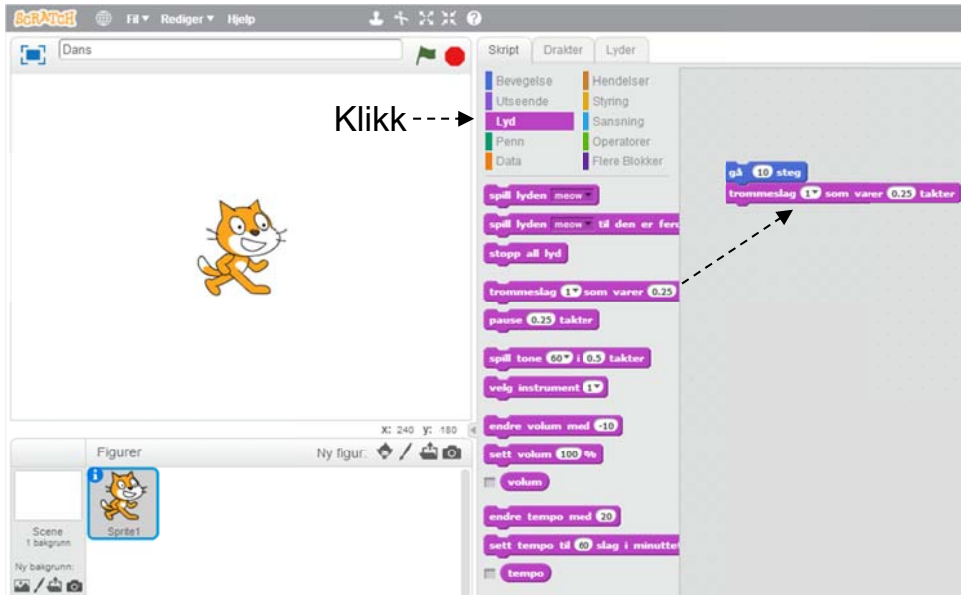 SCRATCH Fil Rediger Hjelp
Dans
Klikk
Skript Drakter Lyder
Bevegelse Hendelser
Utseende Styring
Lyd Sansning
Penn Operatorer
Data Flere Blokker
spill lyden meow
spill lyden meow til den er ferd
stopp all lyd
trommeslag 1 som varer 0.25
pause 0.25 takter
spill tone 60 i 0.5 takter
velg instrument 1
endre volum med -10
sett volum 100 %
volum
endre tempo med 20
sett tempo til 60 slag i minuttet
tempo
gå 10 steg
trommeslag 1 som varer 0.25 takter
x: 240 y: -180
Figurer Ny figur:
Sprite1
Scene
1 bakgrunn
Ny bakgrunn: